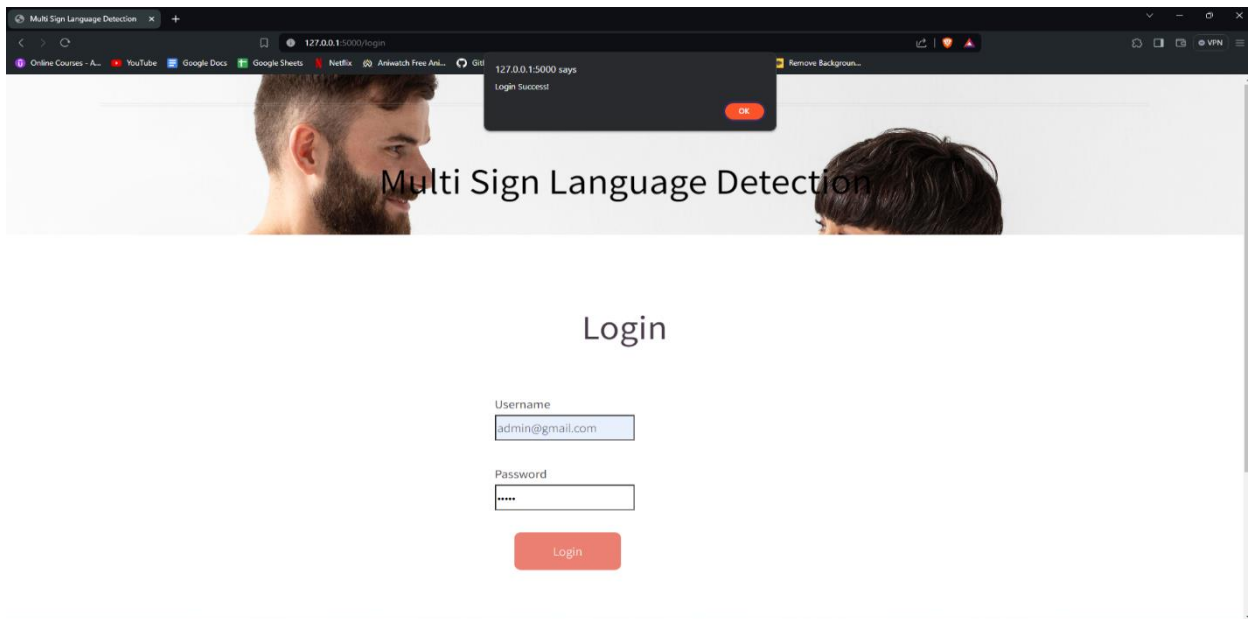 Multi Sign Language Detection
127.0.0.1:5000/login
VPN
Online Courses - A... YouTube Google Docs Google Sheets Netflix Aniwatch Free Ani... Remove Backgroun...
127.0.0.1:5000 says
Login Success!
OK
Multi Sign Language Detection
Login
Username
admin@gmail.com
Password
•••••
Login